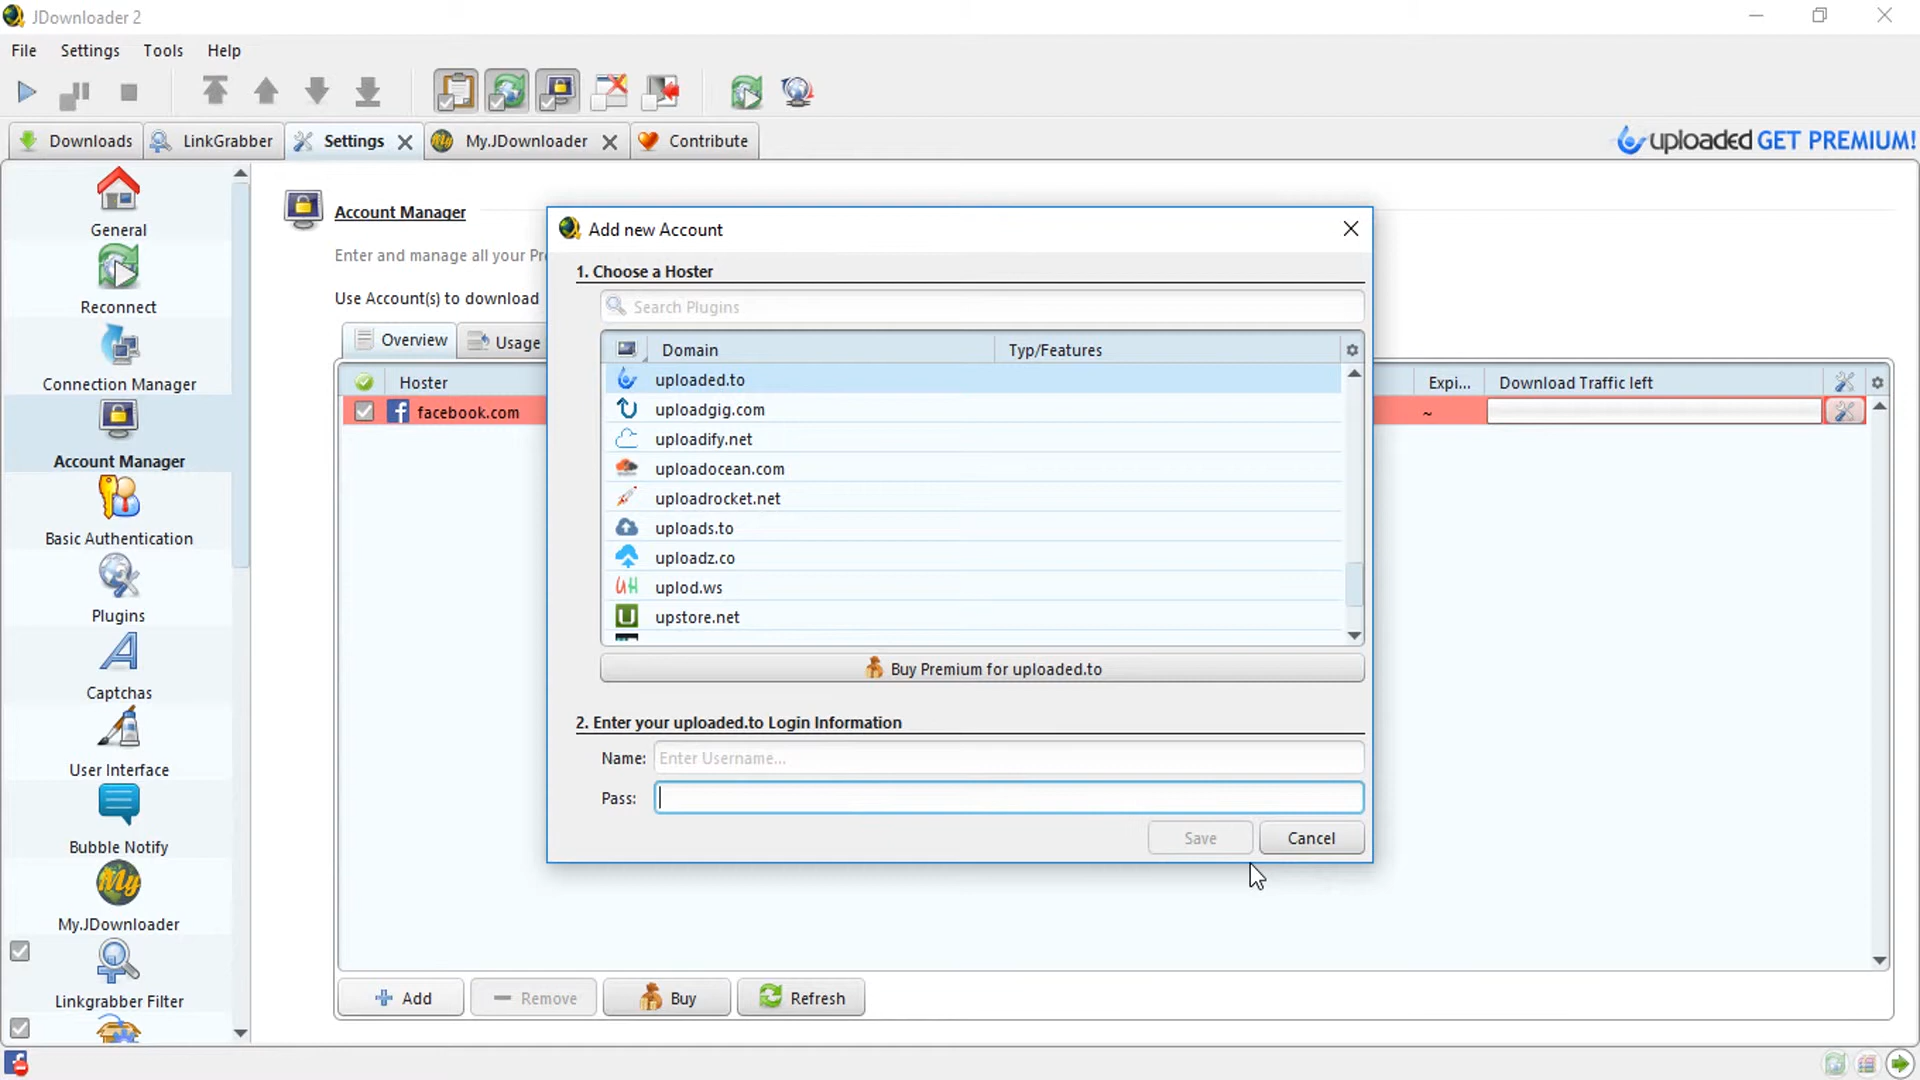 JDownloader 2
File Settings Tools Help
Downloads LinkGrabber Settings My.JDownloader Contribute
uploaded GET PREMIUM!
General
Reconnect
Connection Manager
Account Manager
Basic Authentication
Plugins
Captchas
User Interface
Bubble Notify
My
My.JDownloader
Linkgrabber Filter
Account Manager
Enter and manage all your Pr
Use Account(s) to download
Overview Usage
Hoster Expi... Download Traffic left
facebook.com ~
Add new Account
1. Choose a Hoster
Search Plugins
Domain Typ/Features
uploaded.to
uploadgig.com
uploadify.net
uploadocean.com
uploadrocket.net
uploads.to
uploadz.co
uplod.ws
upstore.net
Buy Premium for uploaded.to
2. Enter your uploaded.to Login Information
Name: Enter Username...
Pass:
Save Cancel
Add Remove Buy Refresh